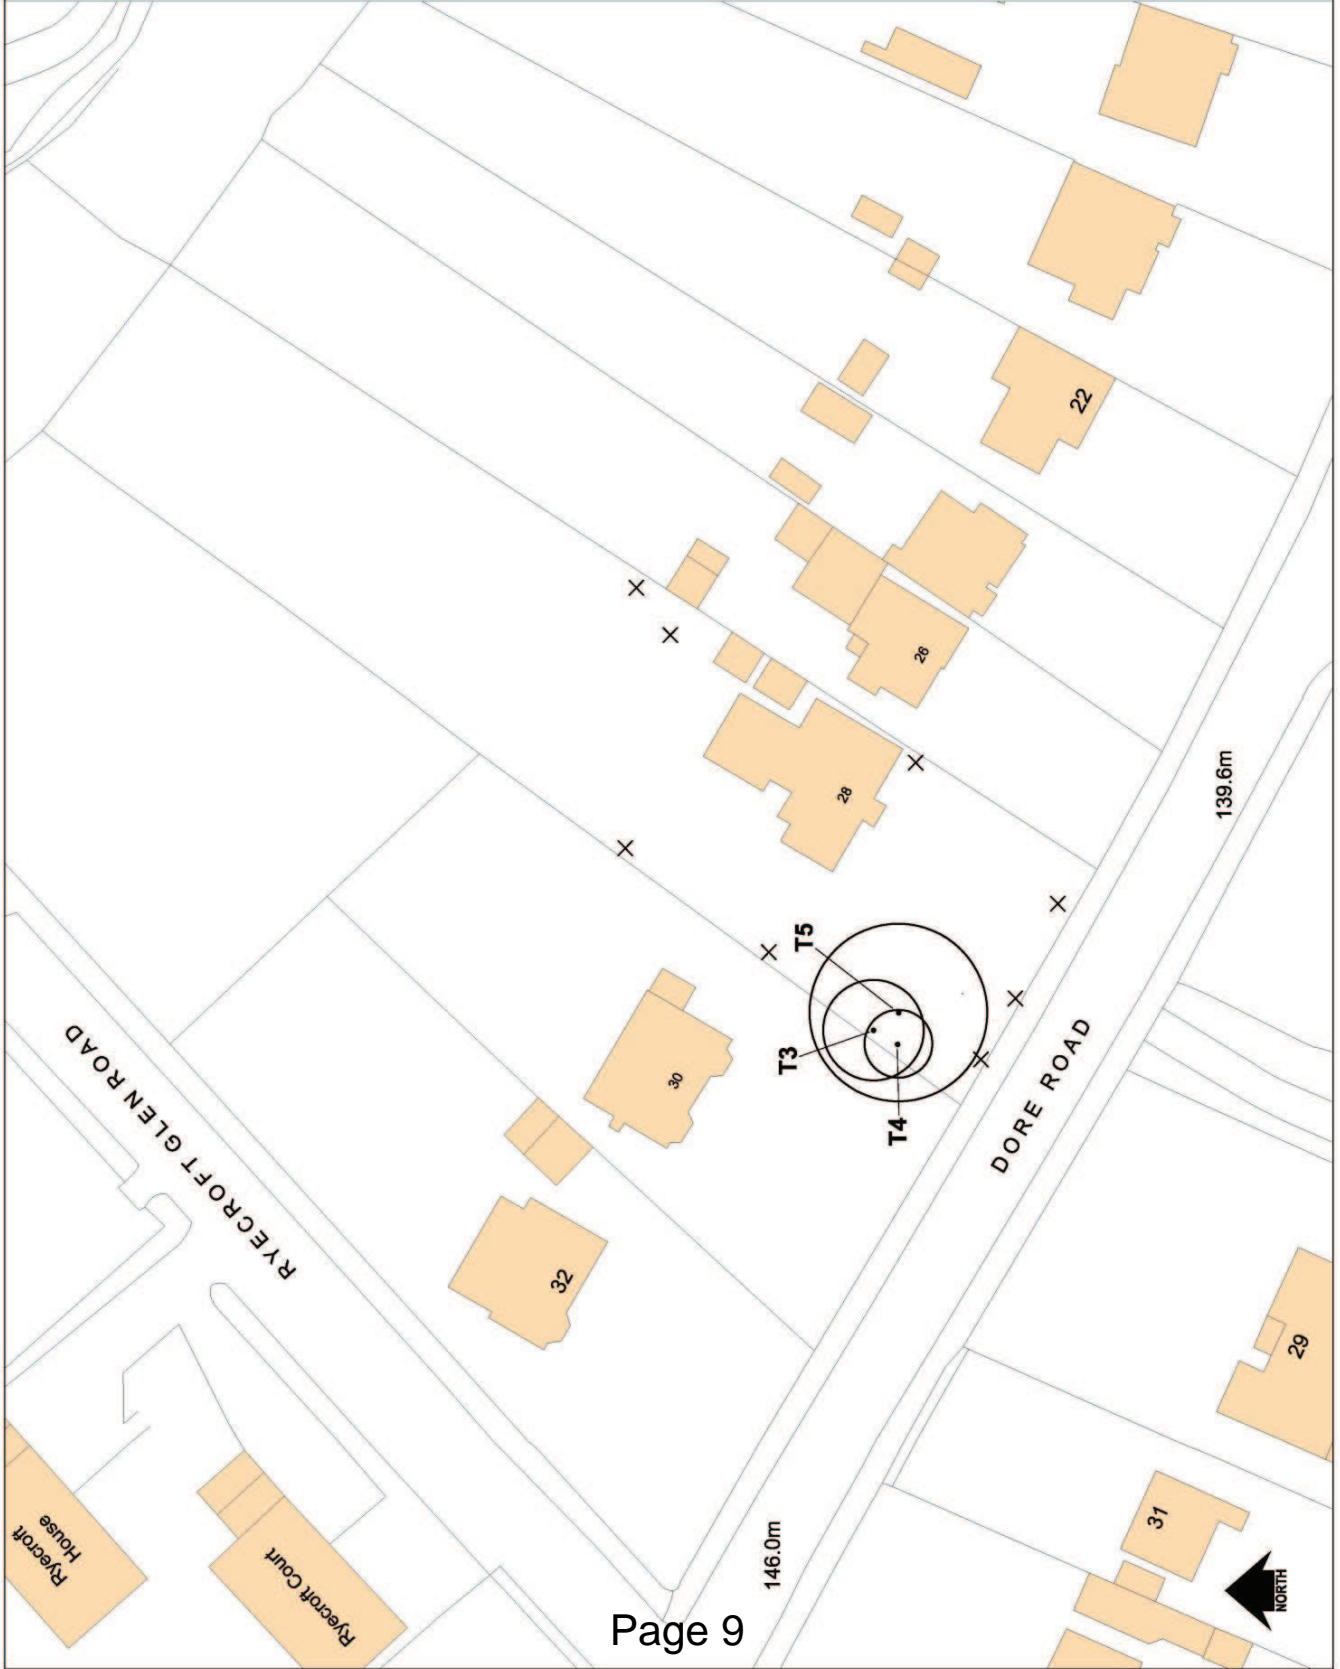 22
26
28
139.6m
T5
T3
T4
30
DORE ROAD
RYECROFT GLEN ROAD
32
29
31
146.0m
Ryecroft
House
Ryecroft Court
NORTH
Page 9